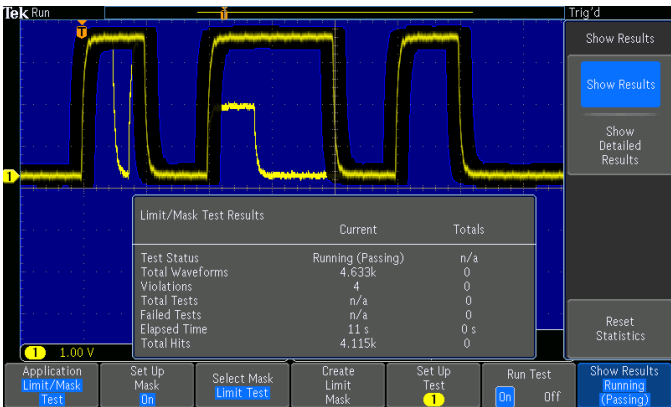 Tek Run Trig'd
T
T
Show Results
Show Results
Show
Detailed
Results
1
Limit/Mask Test Results
Current Totals
Test Status Running (Passing) n/a
Total Waveforms 4.633k 0
Violations 4 0
Total Tests n/a 0
Failed Tests n/a 0
Elapsed Time 11 s 0 s
Total Hits 4.115k 0
Reset
Statistics
1 1.00 V
Application
Limit/Mask
Test
Set Up
Mask
On
Select Mask
Limit Test
Create
Limit
Mask
Set Up
Test
1
Run Test
On Off
Show Results
Running
(Passing)